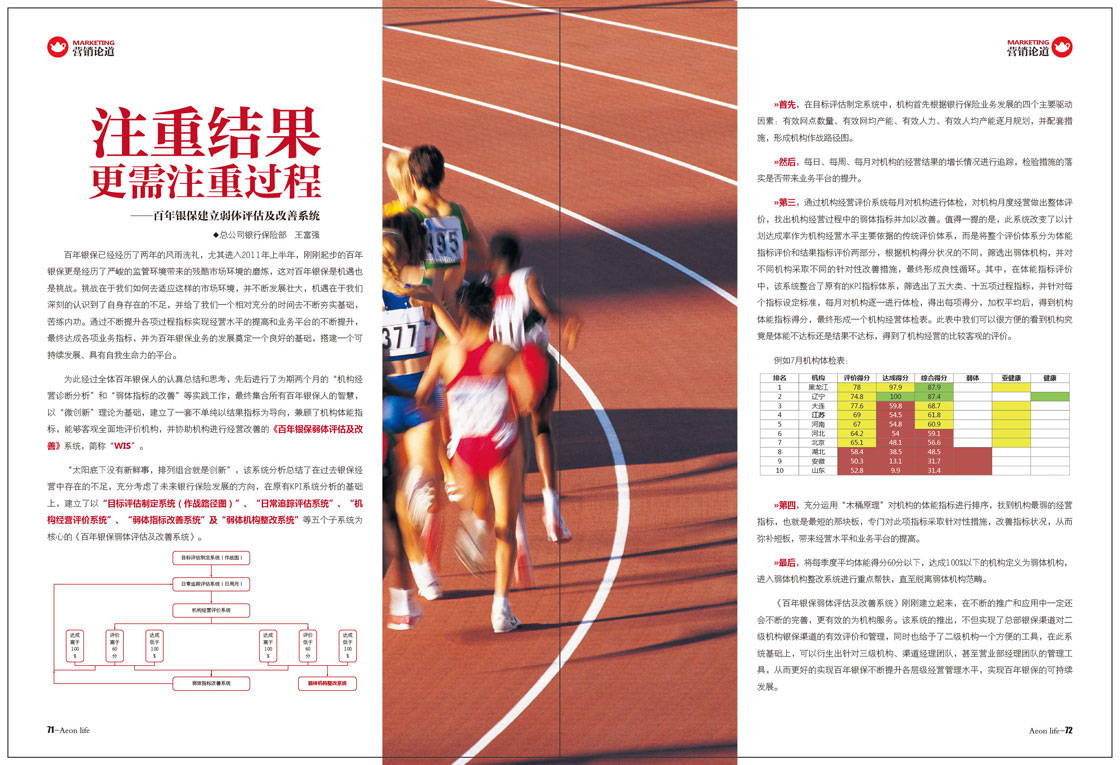 MARKETING
营销论道
注重结果
更需注重过程
——百年银保建立弱体评估及改善系统
◆总公司银行保险部 王富强
百年银保已经经历了两年的风雨洗礼，尤其进入2011年上半年，刚刚起步的百年
银保更是经历了严峻的监管环境带来的残酷市场环境的磨炼，这对百年银保是机遇也
是挑战。挑战在于我们如何去适应这样的市场环境，并不断发展壮大，机遇在于我们
深刻的认识到了自身存在的不足，并给了我们一个相对充分的时间去不断夯实基础，
苦练内功。通过不断提升各项过程指标实现经营水平的提高和业务平台的不断提升，
最终达成各项业务指标，并为百年银保业务的发展奠定一个良好的基础，搭建一个可
持续发展、具有自我生命力的平台。
为此经过全体百年银保人的认真总结和思考，先后进行了为期两个月的“机构经
营诊断分析”和“弱体指标的改善”等实践工作，最终集合所有百年银保人的智慧，
以“微创新”理论为基础，建立了一套不单纯以结果指标为导向，兼顾了机构体能指
标，能够客观全面地评价机构，并协助机构进行经营改善的《百年银保弱体评估及改
善》系统，简称“WIS”。
“太阳底下没有新鲜事，排列组合就是创新”，该系统分析总结了在过去银保经
营中存在的不足，充分考虑了未来银行保险发展的方向，在原有KPI系统分析的基础
上，建立了以“目标评估制定系统（作战路径图）”、“日常追踪评估系统”、“机
构经营评价系统”、“弱体指标改善系统”及“弱体机构整改系统”等五个子系统为
核心的《百年银保弱体评估及改善系统》。
目标评估制定系统（作战图）
日常追踪评估系统（日周月）
机构经营评价系统
达成高于100%
评价高于60分
达成低于100%
达成高于100%
评价低于60分
达成低于100%
弱体指标改善系统
弱体机构整改系统
71-Aeon life
395
377
MARKETING
营销论道
»首先，在目标评估制定系统中，机构首先根据银行保险业务发展的四个主要驱动
因素：有效网点数量、有效网均产能、有效人力、有效人均产能逐月规划，并配套措
施，形成机构作战路径图。
»然后，每日、每周、每月对机构的经营结果的增长情况进行追踪，检验措施的落
实是否带来业务平台的提升。
»第三，通过机构经营评价系统每月对机构进行体检，对机构月度经营做出整体评
价，找出机构经营过程中的弱体指标并加以改善。值得一提的是，此系统改变了以计
划达成率作为机构经营水平主要依据的传统评价体系，而是将整个评价体系分为体能
指标评价和结果指标评价两部分，根据机构得分状况的不同，筛选出弱体机构，并对
不同机构采取不同的针对性改善措施，最终形成良性循环。其中，在体能指标评价
中，该系统整合了原有的KPI指标体系，筛选出了五大类、十五项过程指标，并针对每
个指标设定标准，每月对机构逐一进行体检，得出每项得分，加权平均后，得到机构
体能指标得分，最终形成一个机构经营体检表。此表中我们可以很方便的看到机构究
竟是体能不达标还是结果不达标，得到了机构经营的比较客观的评价。
例如7月机构体检表：
排名 机构 评价得分 达成得分 综合得分 弱体 亚健康 健康
1 黑龙江 78 97.9 87.9
2 辽宁 74.8 100 87.4
3 大连 77.6 59.8 68.7
4 江苏 69 54.5 61.8
5 河南 67 54.8 60.9
6 河北 64.2 54 59.1
7 北京 65.1 48.1 56.6
8 湖北 58.4 38.5 48.5
9 安徽 50.3 13.1 31.7
10 山东 52.8 9.9 31.4
»第四，充分运用“木桶原理”对机构的体能指标进行排序，找到机构最弱的经营
指标，也就是最短的那块板，专门对此项指标采取针对性措施，改善指标状况，从而
弥补短板，带来经营水平和业务平台的提高。
»最后，将每季度平均体能得分60分以下，达成100%以下的机构定义为弱体机构，
进入弱体机构整改系统进行重点帮扶，直至脱离弱体机构范畴。
《百年银保弱体评估及改善系统》刚刚建立起来，在不断的推广和应用中一定还
会不断的完善，更有效的为机构服务。该系统的推出，不但实现了总部银保渠道对二
级机构银保渠道的有效评价和管理，同时也给予了二级机构一个方便的工具，在此系
统基础上，可以衍生出针对三级机构、渠道经理团队，甚至营业部经理团队的管理工
具，从而更好的实现百年银保不断提升各层级经营管理水平，实现百年银保的可持续
发展。
Aeon life-72